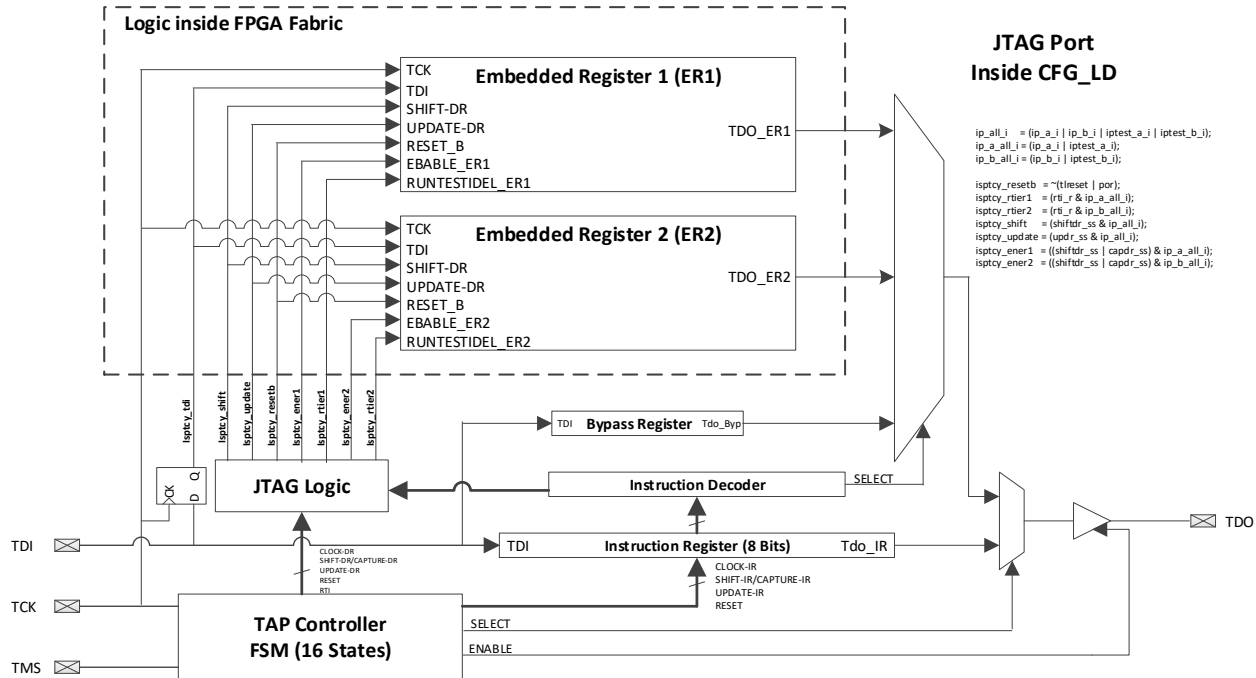 Logic inside FPGA Fabric
JTAG Port
Inside CFG_LD
Embedded Register 1 (ER1)
TCK
TDI
SHIFT-DR
UPDATE-DR
RESET_B
EBABLE_ER1
RUNTESTIDEL_ER1
TDO_ER1
ip_all_i = (ip_a_i | ip_b_i | iptest_a_i | iptest_b_i);
ip_a_all_i = (ip_a_i | iptest_a_i);
ip_b_all_i = (ip_b_i | iptest_b_i);
isptcy_resetb = ~(tlreset | por);
isptcy_rtier1 = (rti_r & ip_a_all_i);
isptcy_rtier2 = (rti_r & ip_b_all_i);
isptcy_shift = (shiftdr_ss & ip_all_i);
isptcy_update = (updr_ss & ip_all_i);
isptcy_ener1 = ((shiftdr_ss | capdr_ss) & ip_a_all_i);
isptcy_ener2 = ((shiftdr_ss | capdr_ss) & ip_b_all_i);
Embedded Register 2 (ER2)
TCK
TDI
SHIFT-DR
UPDATE-DR
RESET_B
EBABLE_ER2
RUNTESTIDEL_ER2
TDO_ER2
Isptcy_tdi
Isptcy_shift
Isptcy_update
Isptcy_resetb
Isptcy_ener1
Isptcy_rtier1
Isptcy_ener2
Isptcy_rtier2
TDI Bypass Register Tdo_Byp
CK
Q
D
JTAG Logic
Instruction Decoder
SELECT
TDI
TDI Instruction Register (8 Bits) Tdo_IR
TDO
CLOCK-DR
SHIFT-DR/CAPTURE-DR
UPDATE-DR
RESET
RTI
CLOCK-IR
SHIFT-IR/CAPTURE-IR
UPDATE-IR
RESET
TCK
TAP Controller
FSM (16 States)
SELECT
ENABLE
TMS